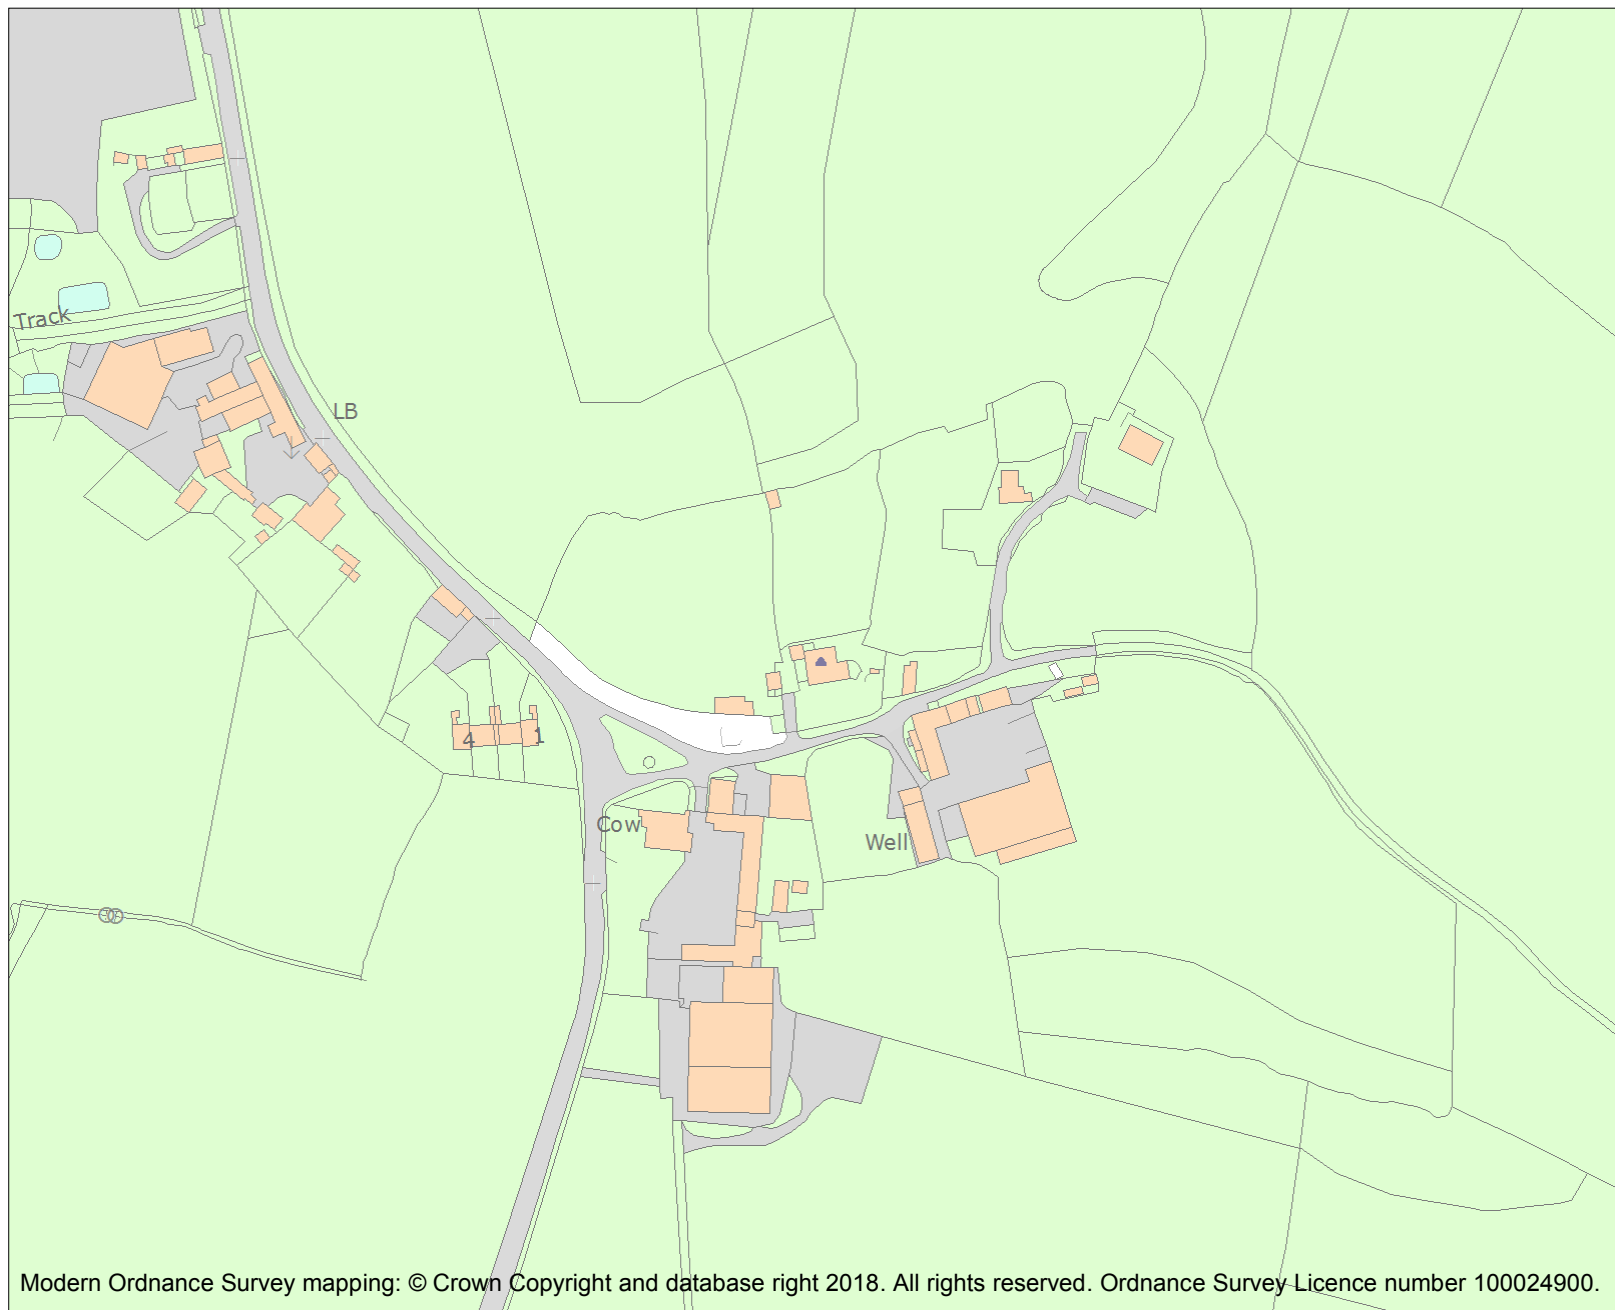 Track
LB
4
1
Cow
Well
Modern Ordnance Survey mapping: © Crown Copyright and database right 2018. All rights reserved. Ordnance Survey Licence number 100024900.